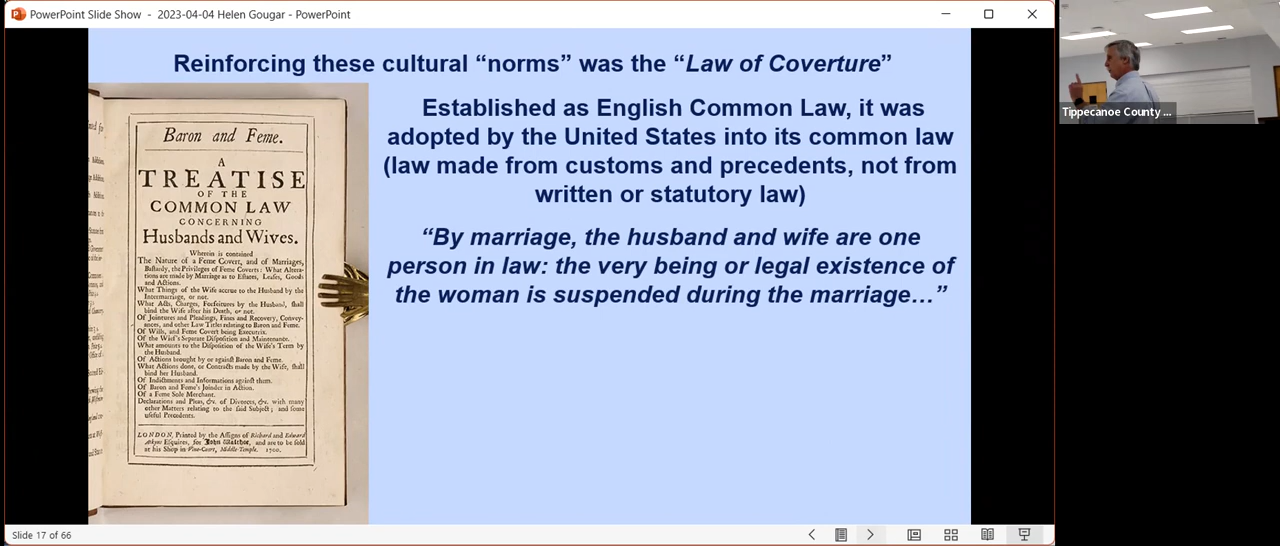 PowerPoint Slide Show - 2023-04-04 Helen Gougar - PowerPoint
Reinforcing these cultural “norms” was the “Law of Coverture”
Baron and Feme.
A
TREATISE
OF THE
COMMON LAW
CONCERNING
Husbands and Wives.
Wherein is contained
The Nature of a Feme Covert, and of Marriages,
Bastardy, the Privileges of Feme Coverts: What Altera-
tions are made by Marriage as to Estates, Leases, Goods
and Actions.
What Things of the Wife accrue to the Husband by the
Intermarriage, or not.
What Acts, Charges, Forfeitures by the Husband, shall
bind the Wife after his Death, or not.
Of Jointures and Pleadings, Fines and Recovery, Convey-
ances, and other Law Titles relating to Baron and Feme.
Of Wills, and Feme Covert being Executrix.
Of the Wife's Separate Disposition and Maintenance.
What amounts to the Disposition of the Wife's Term by
the Husband.
Of Actions brought by or against Baron and Feme.
What Actions done, or Contracts made by the Wife, shall
bind her Husband.
Of Indictments and Informations against them.
Of Baron and Feme's Joinder in Action.
Of a Feme Sole Merchant.
Declarations and Pleas, &c. of Divorces, &c. with many
other Matters relating to the said Subject; and some
useful Precedents.
LONDON, Printed by the Assigns of Richard and Edward
Atkyns Esquires, for John Walthoe, and are to be sold
at his Shop in Vine-Court, Middle-Temple. 1700.
Established as English Common Law, it was
adopted by the United States into its common law
(law made from customs and precedents, not from
written or statutory law)
“By marriage, the husband and wife are one
person in law: the very being or legal existence of
the woman is suspended during the marriage…”
Slide 17 of 66
Tippecanoe County ...